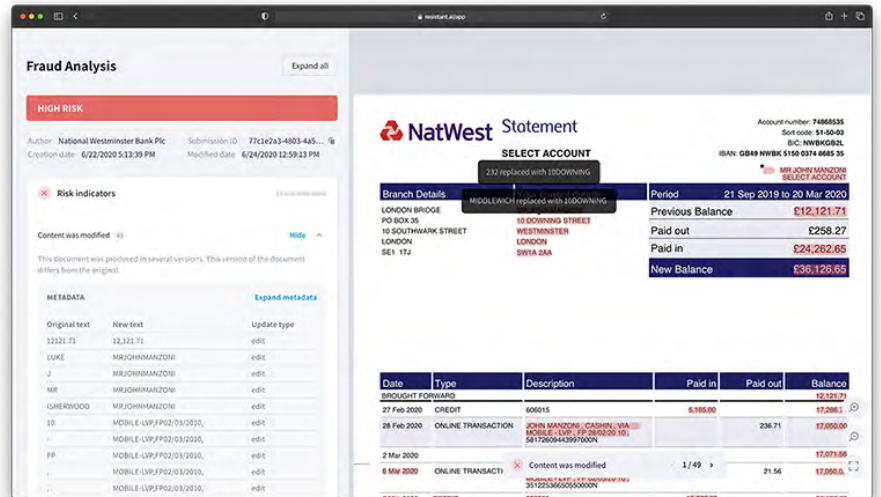 resistant.ai/app
Fraud Analysis
Expand all
HIGH RISK
Author National Westminster Bank Plc
Submission ID 77c1e2a3-4803-4a5...
Creation date 6/22/2020 5:13:39 PM
Modified date 6/24/2020 12:59:13 PM
Risk indicators
Content was modified
Hide
This document was produced in several versions. This version of the document
differs from the original.
METADATA
Expand metadata
Original text New text Update type
12121.71 12,121.71 edit
LUKE MRJOHNMANZONI edit
J MRJOHNMANZONI edit
MR MRJOHNMANZONI edit
ISHERWOOD MRJOHNMANZONI edit
10 MOBILE-LVP,FP02/03/2010, edit
.. MOBILE-LVP,FP02/03/2010, edit
FP MOBILE-LVP,FP02/03/2010, edit
.. MOBILE-LVP,FP02/03/2010, edit
.. MOBILE-LVP,FP02/03/2010, edit
NatWest Statement
SELECT ACCOUNT
Account number: 74868535
Sort code: 51-50-03
BIC: NWBKGB2L
IBAN: GB49 NWBK 5150 0374 8685 35
MR JOHN MANZONI
SELECT ACCOUNT
232 replaced with 10DOWNING
MIDDLEWICH replaced with 10DOWNING
Branch Details
LONDON BRIDGE
PO BOX 35
10 SOUTHWARK STREET
LONDON
SE1 1TJ
10 DOWNING STREET
WESTMINSTER
LONDON
SW1A 2AA
Period 21 Sep 2019 to 20 Mar 2020
Previous Balance £12,121.71
Paid out £258.27
Paid in £24,262.65
New Balance £36,126.65
Date Type Description Paid in Paid out Balance
BROUGHT FORWARD 12,121.71
27 Feb 2020 CREDIT 606015 5,165.00 17,286.
28 Feb 2020 ONLINE TRANSACTION JOHN MANZONI , CASHIN , VIA 236.71 17,050.00
MOBILE - LVP , FP 28/02/20 10 ,
581726094439970000N
2 Mar 2020 17,071.56
6 Mar 2020 ONLINE TRANSACTI 21.56 17,050.0
35122536650550000N
Content was modified
1/49